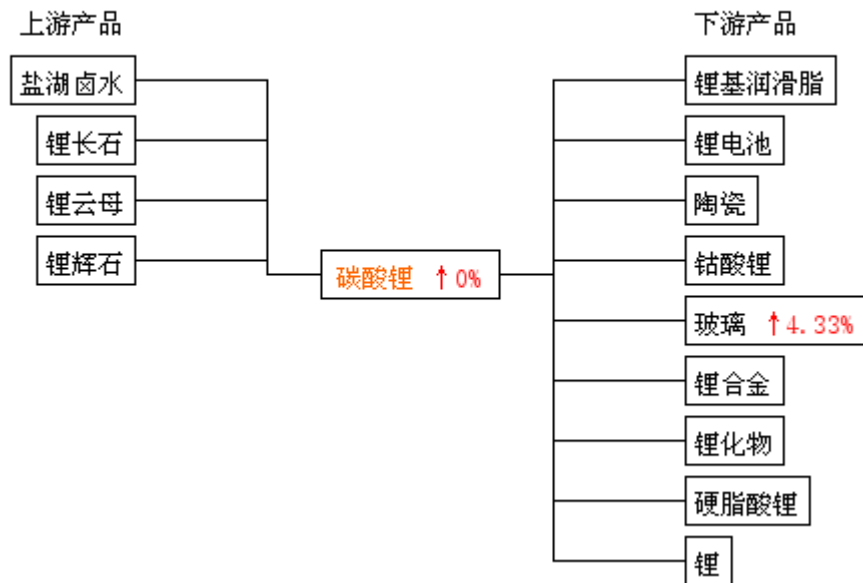 上游产品
盐湖卤水
锂长石
锂云母
锂辉石
碳酸锂 ↑0%
下游产品
锂基润滑脂
锂电池
陶瓷
钴酸锂
玻璃 ↑4.33%
锂合金
锂化物
硬脂酸锂
锂